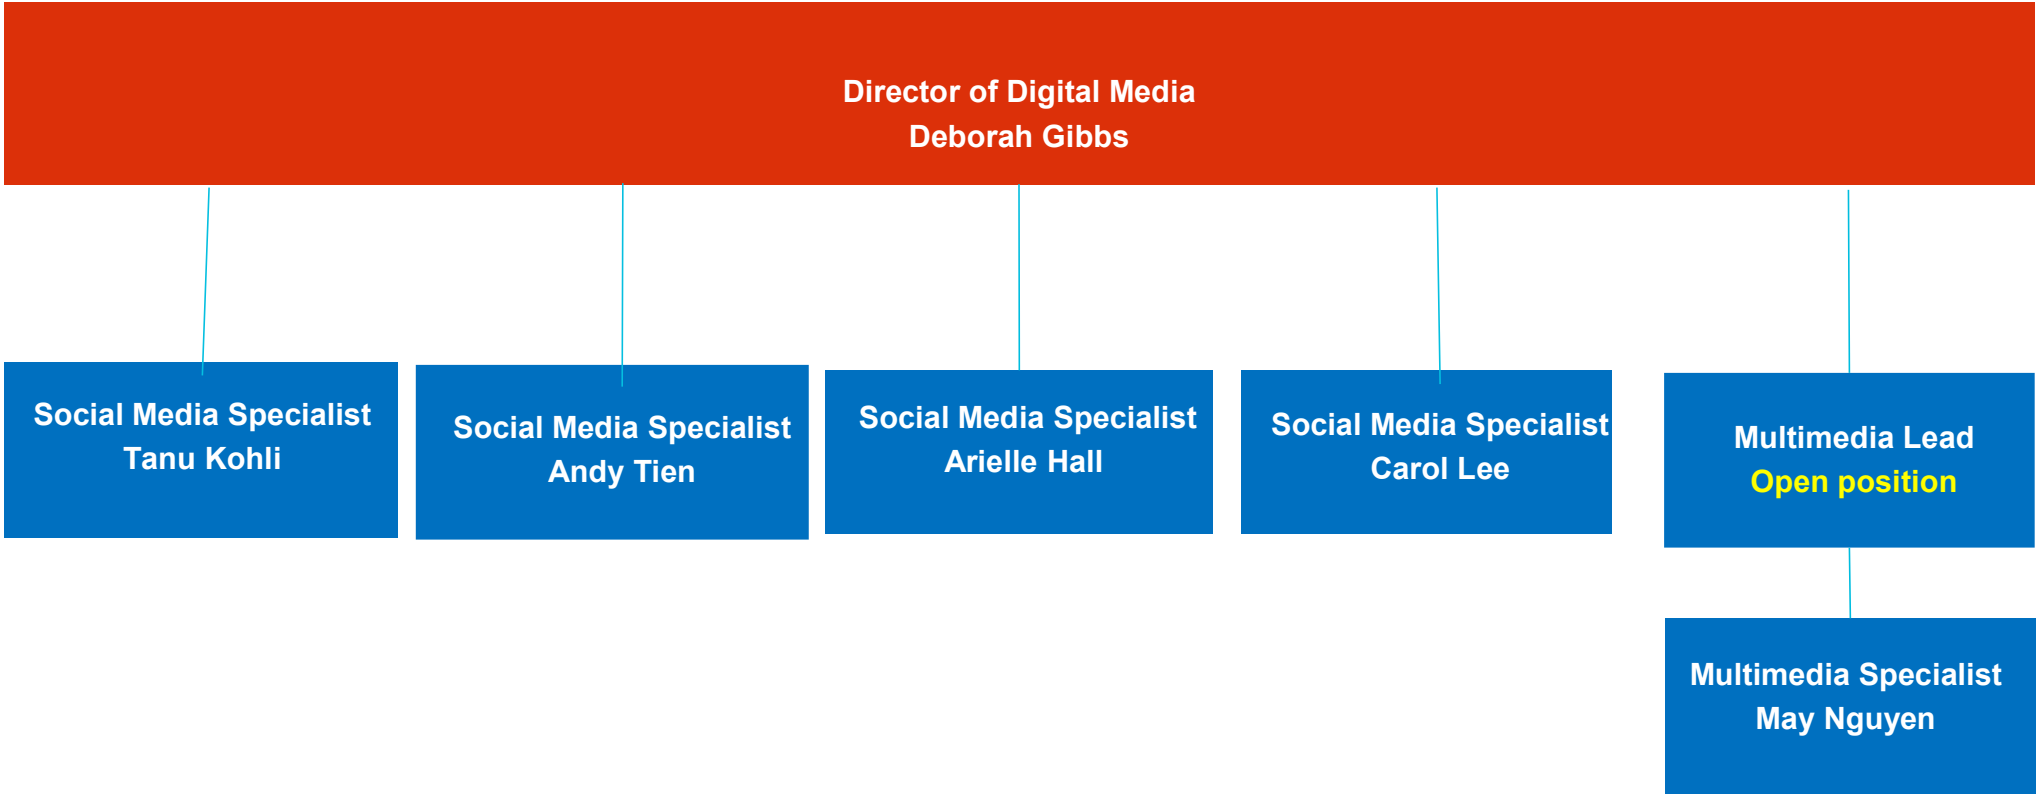 Director of Digital Media
Deborah Gibbs
Social Media Specialist
Tanu Kohli
Social Media Specialist
Andy Tien
Social Media Specialist
Arielle Hall
Social Media Specialist
Carol Lee
Multimedia Lead
Open position
Multimedia Specialist
May Nguyen